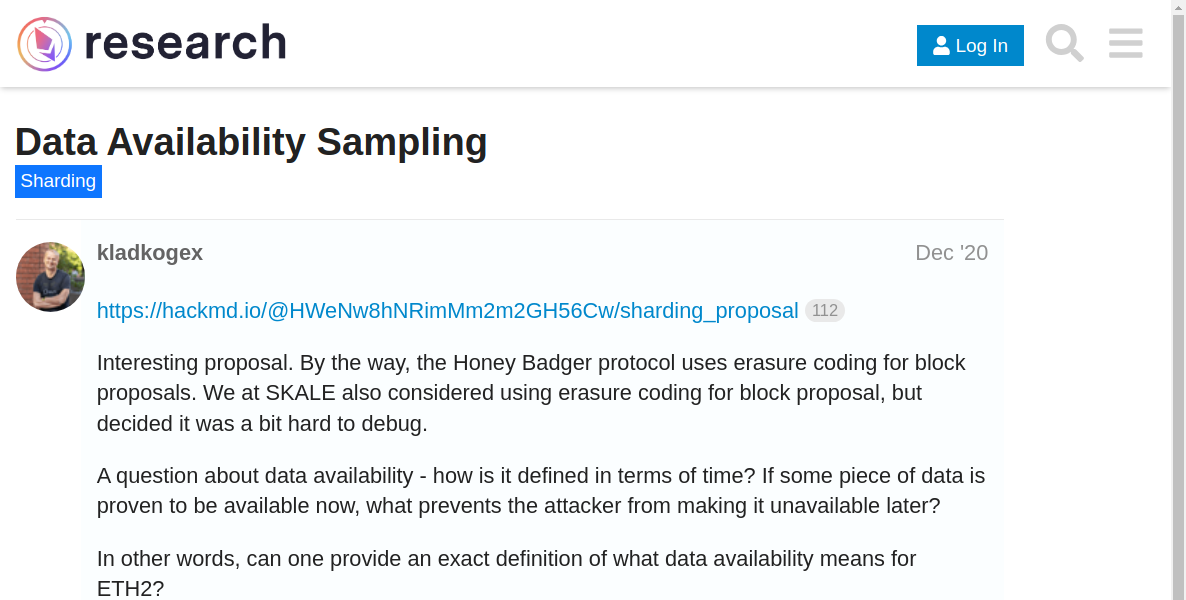 research
Log In
Data Availability Sampling
Sharding
kladkogex
Dec '20
https://hackmd.io/@HWeNw8hNRimMm2m2GH56Cw/sharding_proposal 112
Interesting proposal. By the way, the Honey Badger protocol uses erasure coding for block
proposals. We at SKALE also considered using erasure coding for block proposal, but
decided it was a bit hard to debug.
A question about data availability - how is it defined in terms of time? If some piece of data is
proven to be available now, what prevents the attacker from making it unavailable later?
In other words, can one provide an exact definition of what data availability means for
ETH2?